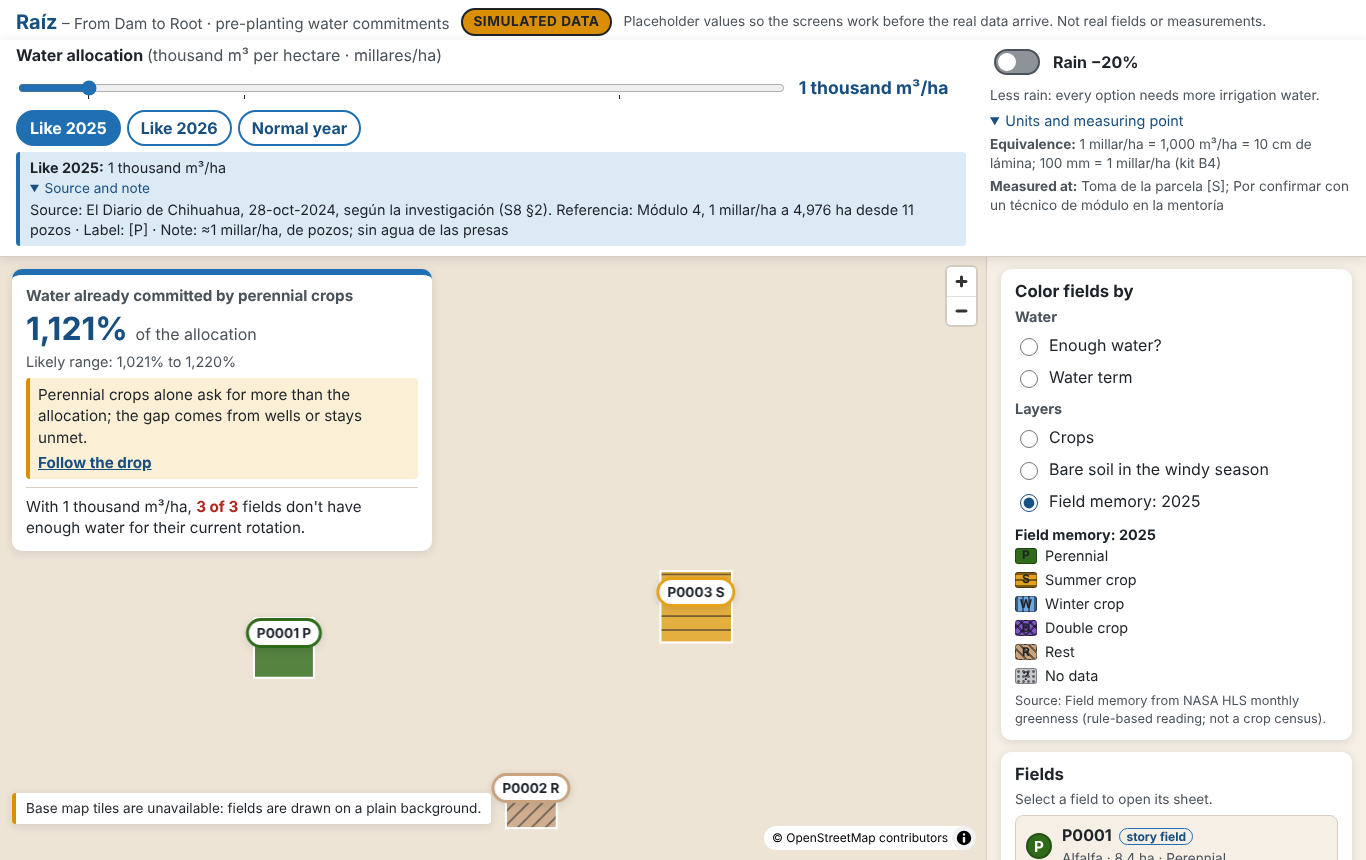 Raíz – From Dam to Root · pre-planting water commitments
SIMULATED DATA
Placeholder values so the screens work before the real data arrive. Not real fields or measurements.
Water allocation (thousand m³ per hectare · millares/ha)
1 thousand m³/ha
Like 2025
Like 2026
Normal year
Like 2025: 1 thousand m³/ha
▼ Source and note
Source: El Diario de Chihuahua, 28-oct-2024, según la investigación (S8 §2). Referencia: Módulo 4, 1 millar/ha a 4,976 ha desde 11
pozos · Label: [P] · Note: ≈1 millar/ha, de pozos; sin agua de las presas
Rain −20%
Less rain: every option needs more irrigation water.
▼ Units and measuring point
Equivalence: 1 millar/ha = 1,000 m³/ha = 10 cm de
lámina; 100 mm = 1 millar/ha (kit B4)
Measured at: Toma de la parcela [S]; Por confirmar con
un técnico de módulo en la mentoría
Water already committed by perennial crops
1,121% of the allocation
Likely range: 1,021% to 1,220%
Perennial crops alone ask for more than the
allocation; the gap comes from wells or stays
unmet.
Follow the drop
With 1 thousand m³/ha, 3 of 3 fields don't have
enough water for their current rotation.
+
−
P0003 S
P0001 P
P0002 R
Base map tiles are unavailable: fields are drawn on a plain background.
© OpenStreetMap contributors
Color fields by
Water
Enough water?
Water term
Layers
Crops
Bare soil in the windy season
Field memory: 2025
Field memory: 2025
P Perennial
S Summer crop
W Winter crop
Double crop
R Rest
? No data
Source: Field memory from NASA HLS monthly
greenness (rule-based reading; not a crop census).
Fields
Select a field to open its sheet.
P
P0001 story field
Alfalfa · 8.4 ha · Perennial